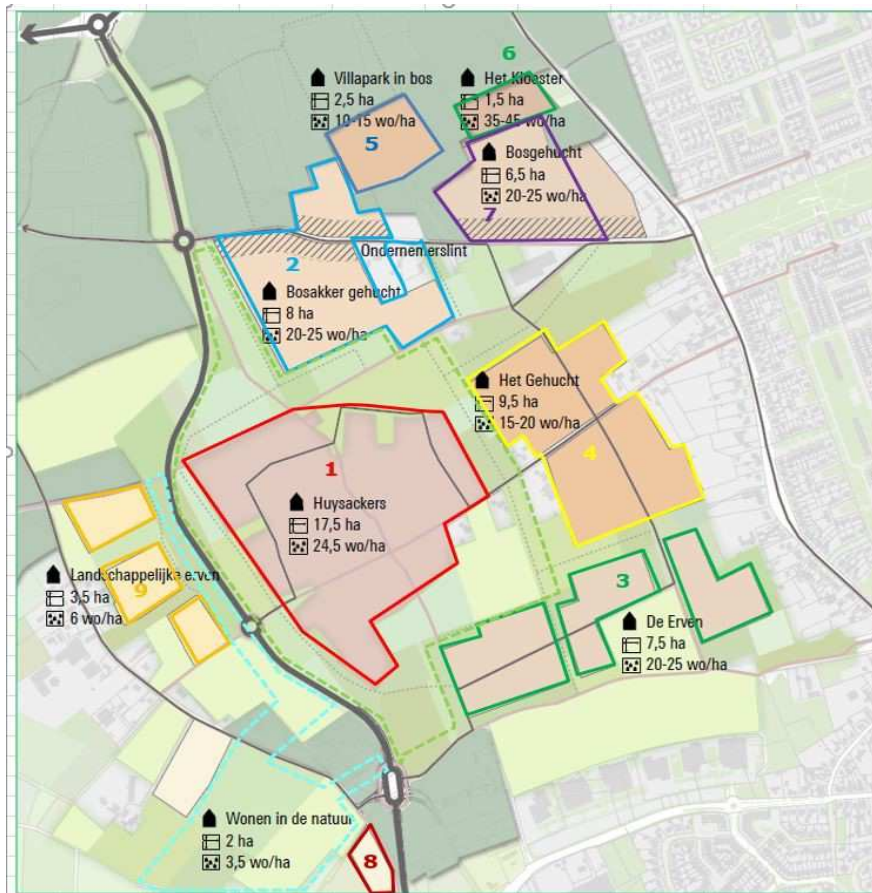 6
Villapark in bos
2,5 ha
10-15 wo/ha
5
Het Klooster
1,5 ha
35-45 wo/ha
Bosgehucht
6,5 ha
20-25 wo/ha
7
Ondernemerslint
2
Bosakker gehucht
8 ha
20-25 wo/ha
Het Gehucht
9,5 ha
15-20 wo/ha
4
1
Huysackers
17,5 ha
24,5 wo/ha
Landschappelijke erven
3,5 ha
6 wo/ha
9
3
De Erven
7,5 ha
20-25 wo/ha
Wonen in de natuur
2 ha
3,5 wo/ha
8